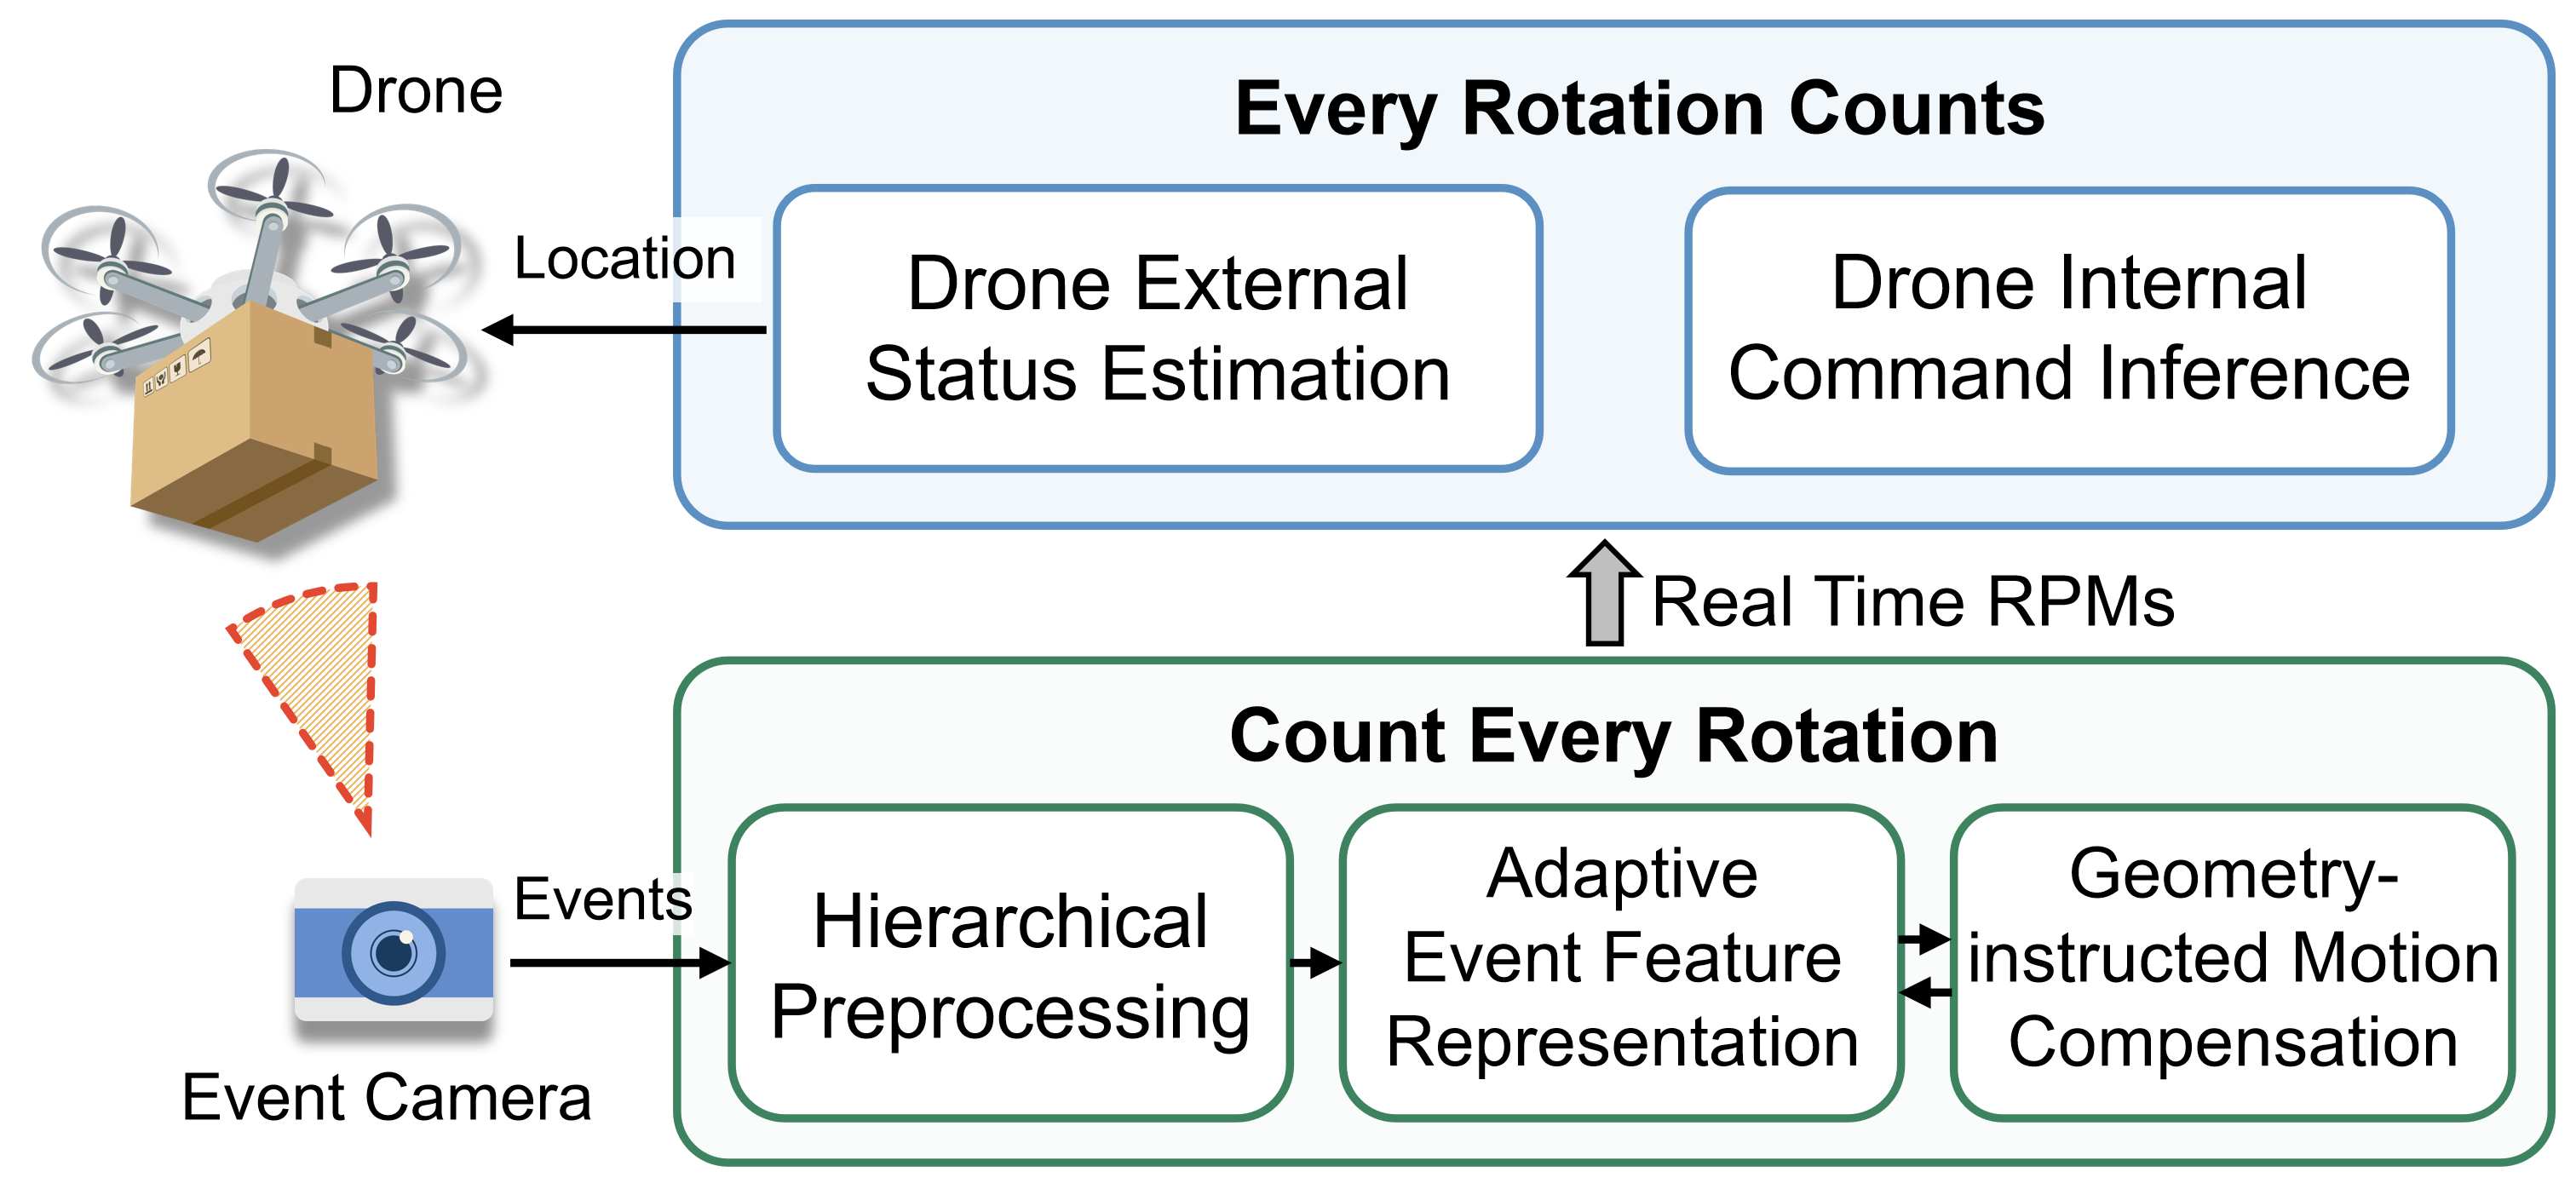 Drone
Every Rotation Counts
Location
Drone External
Status Estimation
Drone Internal
Command Inference
Real Time RPMs
Count Every Rotation
Events
Hierarchical
Preprocessing
Adaptive
Event Feature
Representation
Geometry-
instructed Motion
Compensation
Event Camera